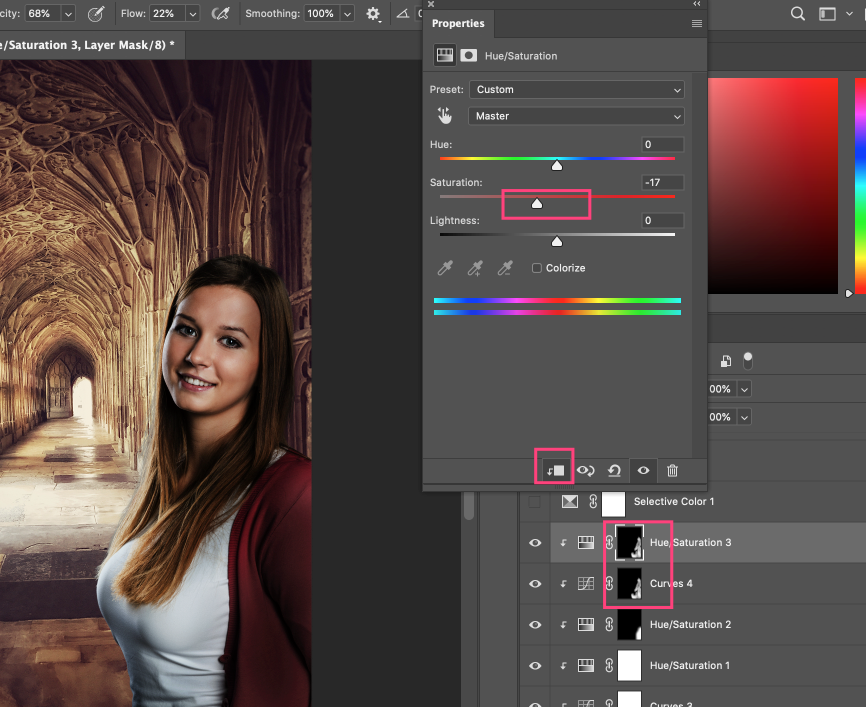 city: 68% Flow: 22% Smoothing: 100% 0
e/Saturation 3, Layer Mask/8) *
Properties
Hue/Saturation
Preset: Custom
Master
Hue: 0
Saturation: -17
Lightness: 0
Colorize
00%
00%
Selective Color 1
Hue/Saturation 3
Curves 4
Hue/Saturation 2
Hue/Saturation 1
Curves 3